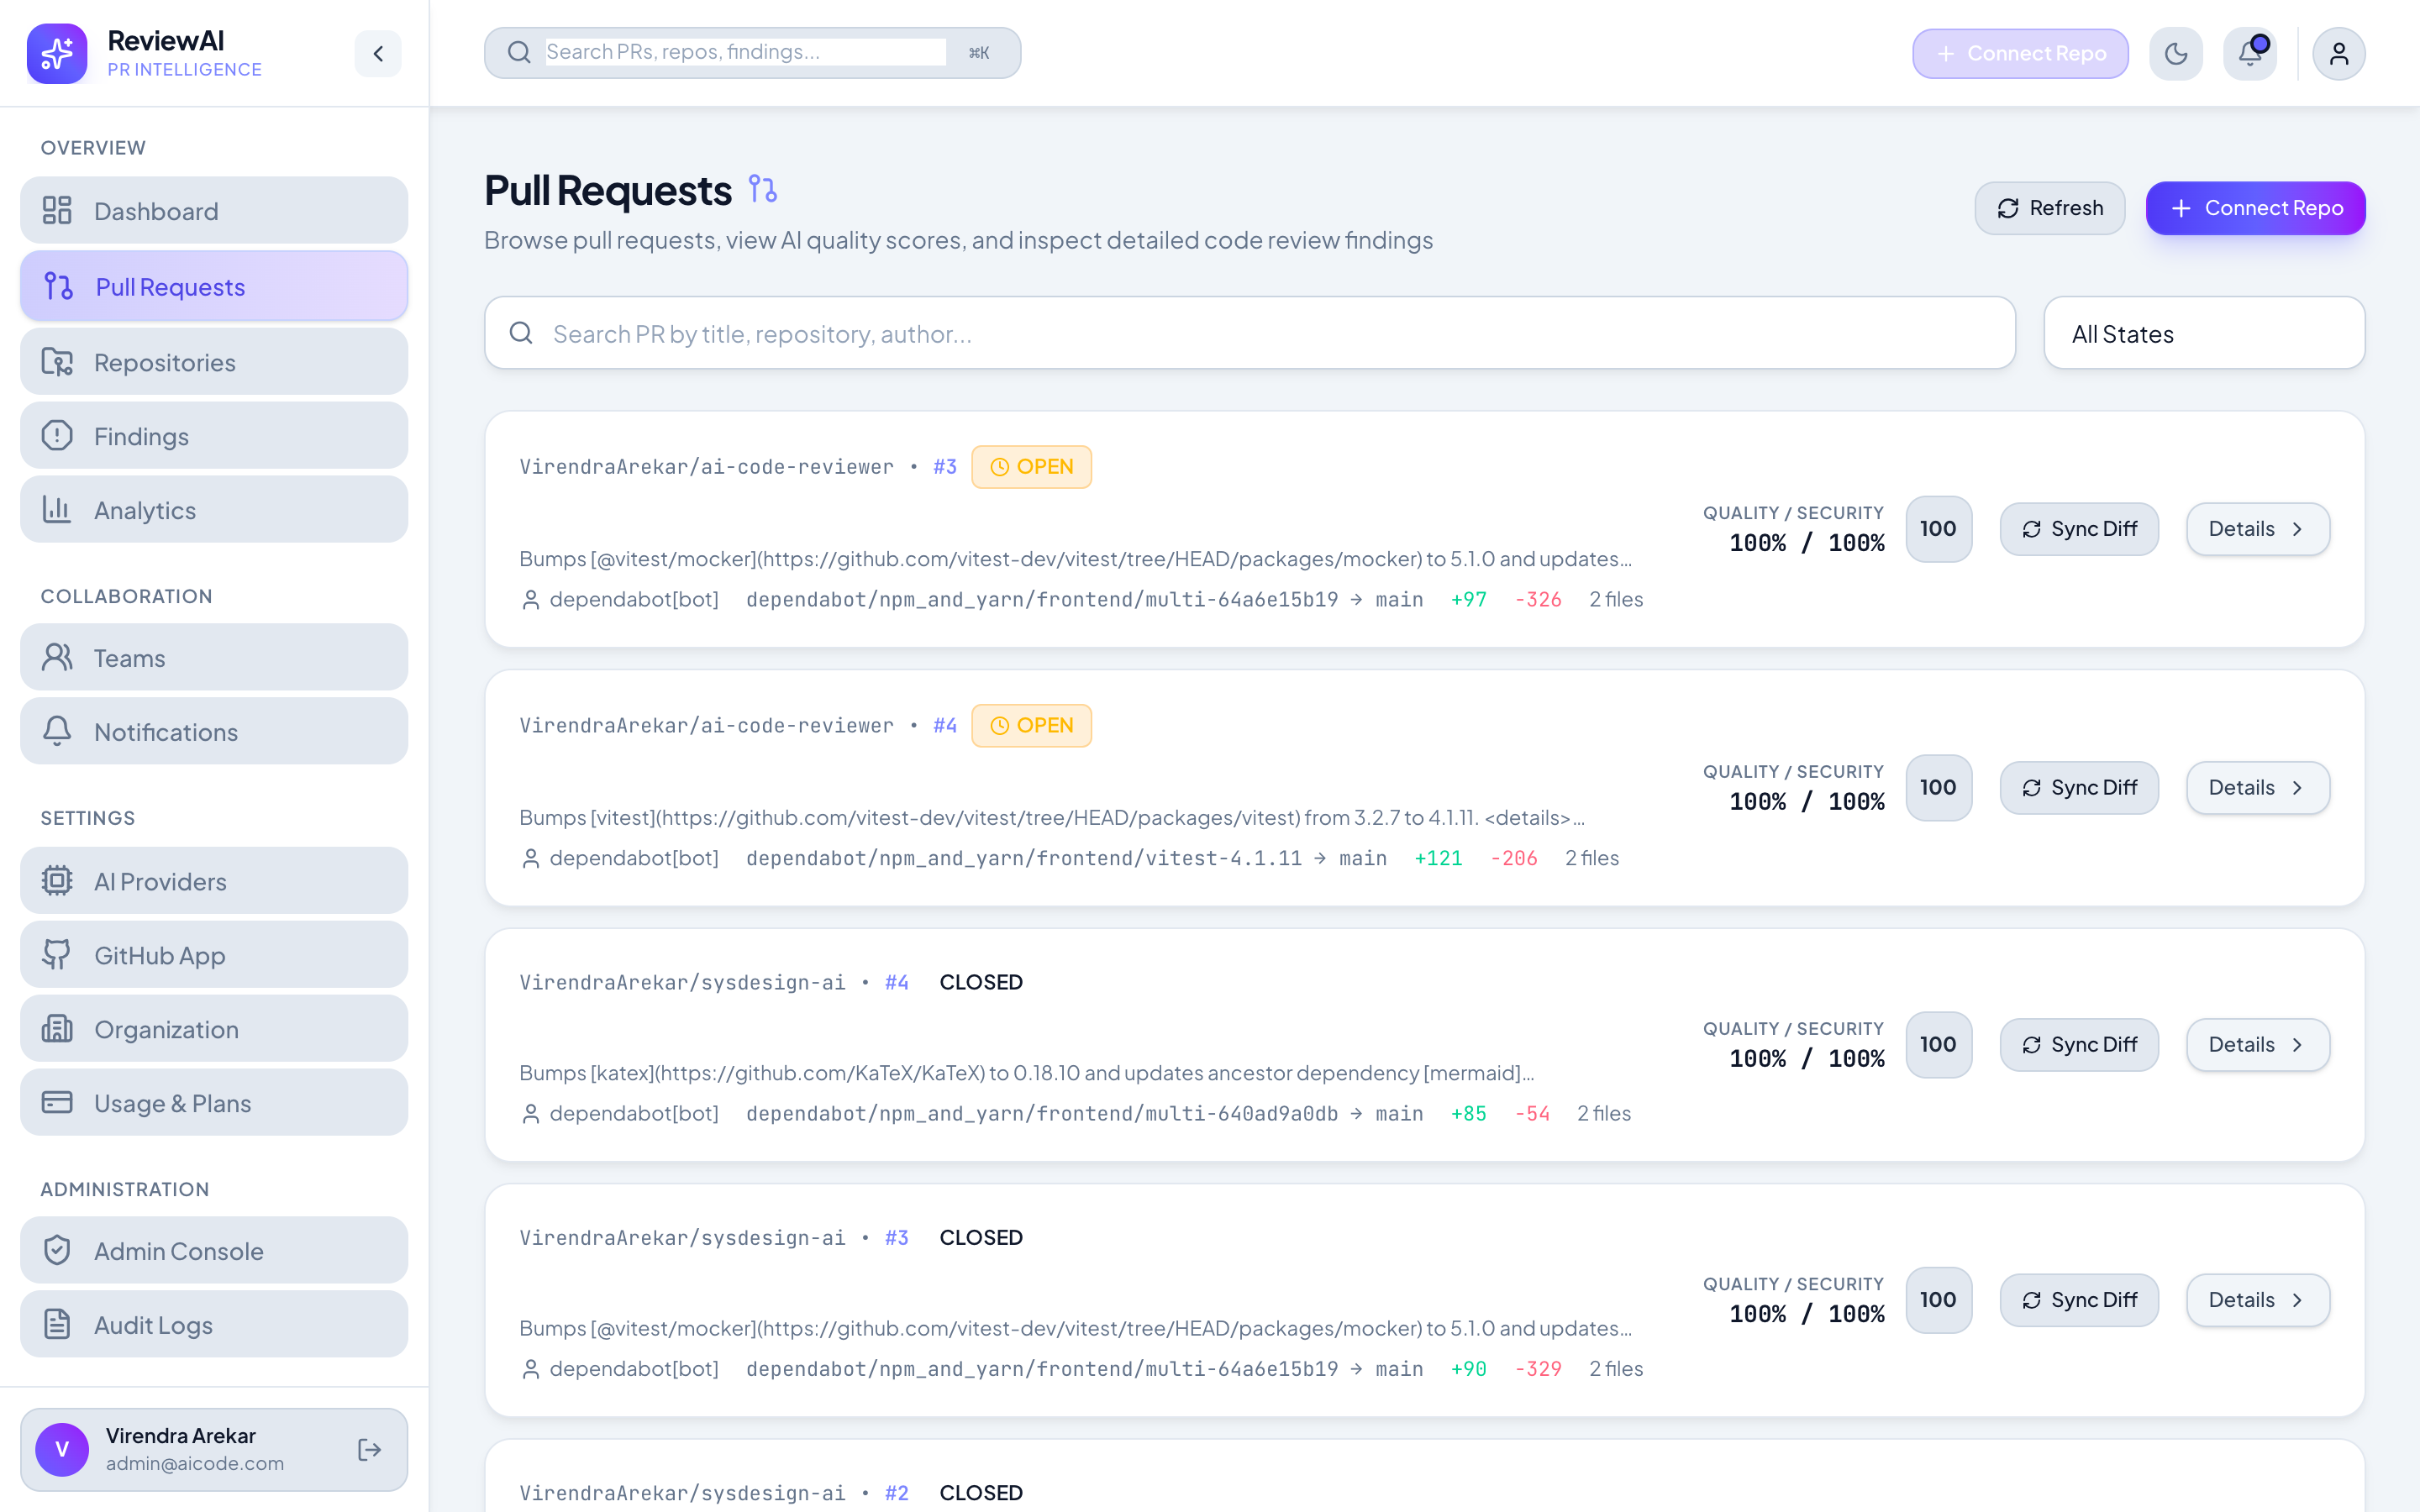 ReviewAI
PR INTELLIGENCE
Search PRs, repos, findings...
⌘K
Connect Repo
OVERVIEW
Dashboard
Pull Requests
Repositories
Findings
Analytics
COLLABORATION
Teams
Notifications
SETTINGS
AI Providers
GitHub App
Organization
Usage & Plans
ADMINISTRATION
Admin Console
Audit Logs
V
Virendra Arekar
admin@aicode.com
Pull Requests
Browse pull requests, view AI quality scores, and inspect detailed code review findings
Refresh
Connect Repo
Search PR by title, repository, author...
All States
VirendraArekar/ai-code-reviewer • #3 OPEN
Bumps [@vitest/mocker](https://github.com/vitest-dev/vitest/tree/HEAD/packages/mocker) to 5.1.0 and updates...
dependabot[bot] dependabot/npm_and_yarn/frontend/multi-64a6e15b19 → main +97 -326 2 files
QUALITY / SECURITY
100% / 100%
100
Sync Diff
Details
VirendraArekar/ai-code-reviewer • #4 OPEN
Bumps [vitest](https://github.com/vitest-dev/vitest/tree/HEAD/packages/vitest) from 3.2.7 to 4.1.11. <details>...
dependabot[bot] dependabot/npm_and_yarn/frontend/vitest-4.1.11 → main +121 -206 2 files
QUALITY / SECURITY
100% / 100%
100
Sync Diff
Details
VirendraArekar/sysdesign-ai • #4 CLOSED
Bumps [katex](https://github.com/KaTeX/KaTeX) to 0.18.10 and updates ancestor dependency [mermaid]...
dependabot[bot] dependabot/npm_and_yarn/frontend/multi-640ad9a0db → main +85 -54 2 files
QUALITY / SECURITY
100% / 100%
100
Sync Diff
Details
VirendraArekar/sysdesign-ai • #3 CLOSED
Bumps [@vitest/mocker](https://github.com/vitest-dev/vitest/tree/HEAD/packages/mocker) to 5.1.0 and updates...
dependabot[bot] dependabot/npm_and_yarn/frontend/multi-64a6e15b19 → main +90 -329 2 files
QUALITY / SECURITY
100% / 100%
100
Sync Diff
Details
VirendraArekar/sysdesign-ai • #2 CLOSED